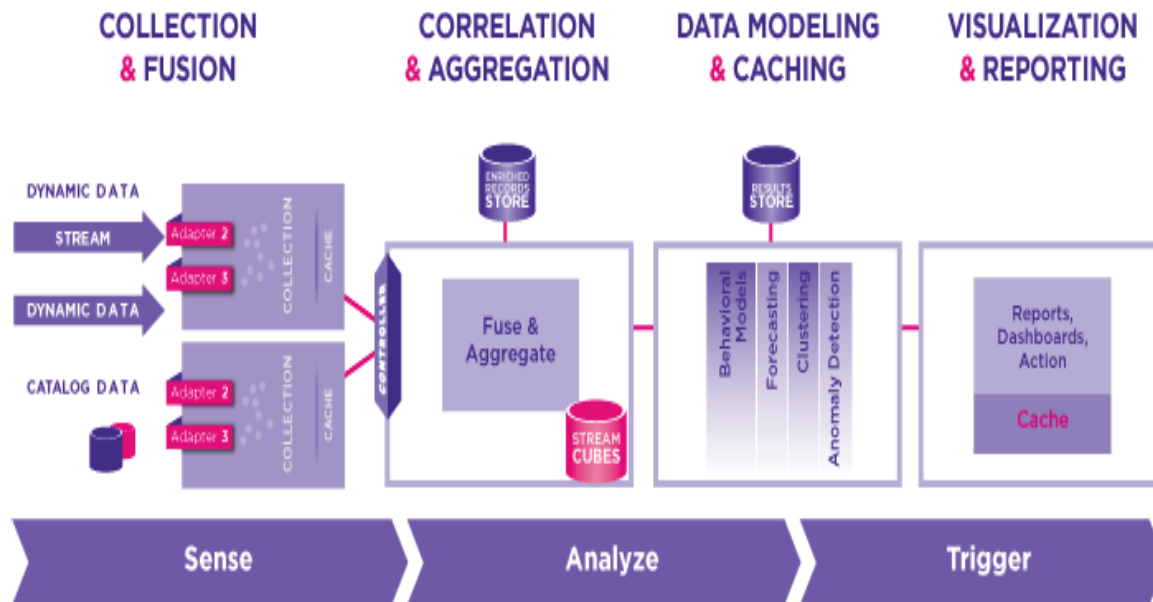 COLLECTION
& FUSION
CORRELATION
& AGGREGATION
DATA MODELING
& CACHING
VISUALIZATION
& REPORTING
DYNAMIC DATA
STREAM
DYNAMIC DATA
Adapter 2
Adapter 3
COLLECTION
CACHE
CATALOG DATA
Adapter 2
Adapter 3
COLLECTION
CACHE
CONTROLLER
ENRICHED
RECORDS
STORE
Fuse &
Aggregate
STREAM
CUBES
RESULTS
STORE
Behavioral
Models
Forecasting
Clustering
Anomaly Detection
Reports,
Dashboards,
Action
Cache
Sense
Analyze
Trigger